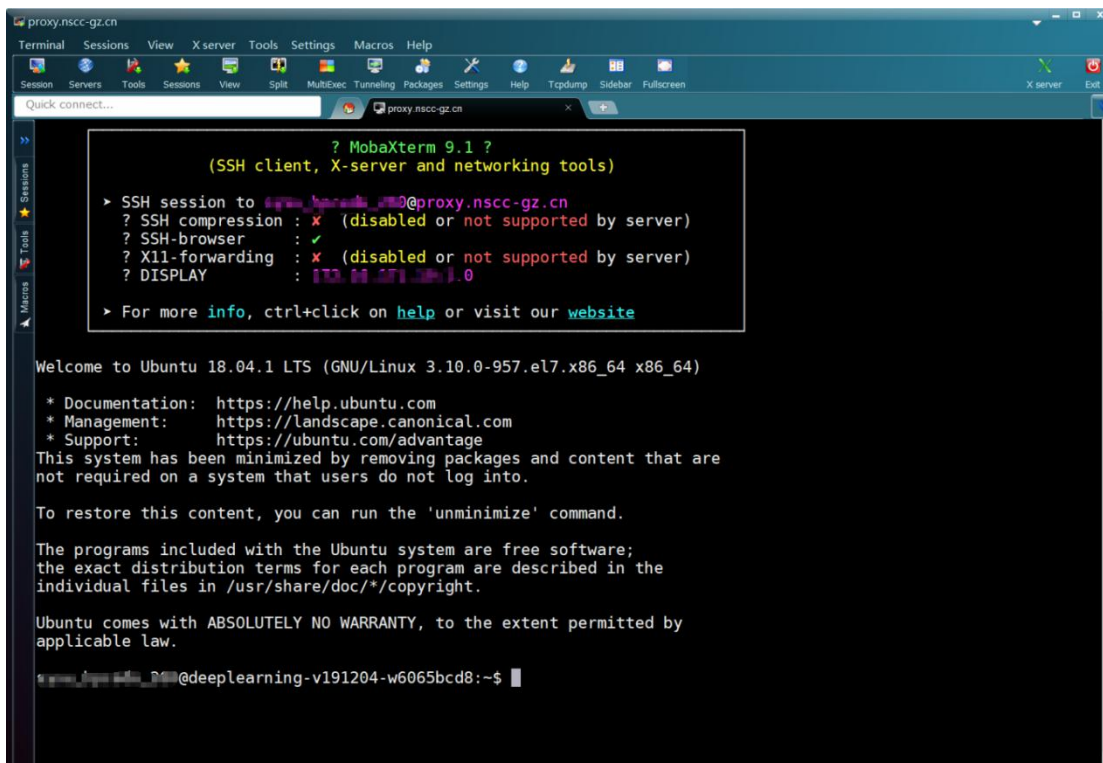 proxy.nscc-gz.cn
Terminal Sessions View X server Tools Settings Macros Help
Session Servers Tools Sessions View Split MultiExec Tunneling Packages Settings Help Tcpdump Sidebar Fullscreen X server Exit
Quick connect...
proxy.nscc-gz.cn
Sessions
Tools
Macros
? MobaXterm 9.1 ?
(SSH client, X-server and networking tools)
➤ SSH session to @proxy.nscc-gz.cn
? SSH compression : ✘ (disabled or not supported by server)
? SSH-browser : ✔
? X11-forwarding : ✘ (disabled or not supported by server)
? DISPLAY : .0
➤ For more info, ctrl+click on help or visit our website
Welcome to Ubuntu 18.04.1 LTS (GNU/Linux 3.10.0-957.el7.x86_64 x86_64)
* Documentation: https://help.ubuntu.com
* Management: https://landscape.canonical.com
* Support: https://ubuntu.com/advantage
This system has been minimized by removing packages and content that are
not required on a system that users do not log into.
To restore this content, you can run the 'unminimize' command.
The programs included with the Ubuntu system are free software;
the exact distribution terms for each program are described in the
individual files in /usr/share/doc/*/copyright.
Ubuntu comes with ABSOLUTELY NO WARRANTY, to the extent permitted by
applicable law.
@deeplearning-v191204-w6065bcd8:~$